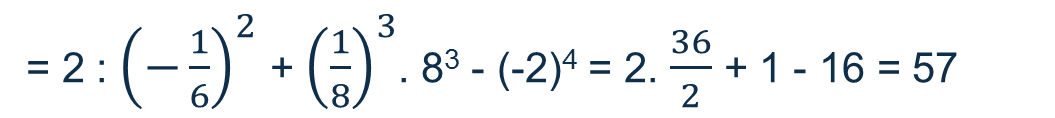 = 2 : (−1/6)² + (1/8)³ . 8³ - (-2)⁴ = 2. 36/2 + 1 - 16 = 57